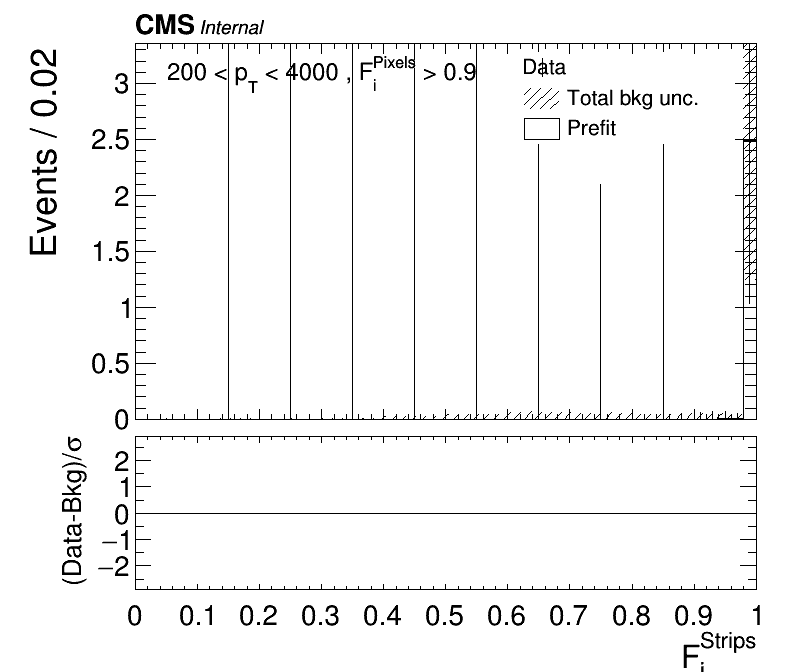 CMS Internal
200 < p_T < 4000 , F_i^Pixels > 0.9
Data
Total bkg unc.
Prefit
Events / 0.02
3
2.5
2
1.5
1
0.5
0
(Data-Bkg)/σ
2
1
0
−1
−2
0 0.1 0.2 0.3 0.4 0.5 0.6 0.7 0.8 0.9 1
F_i^Strips